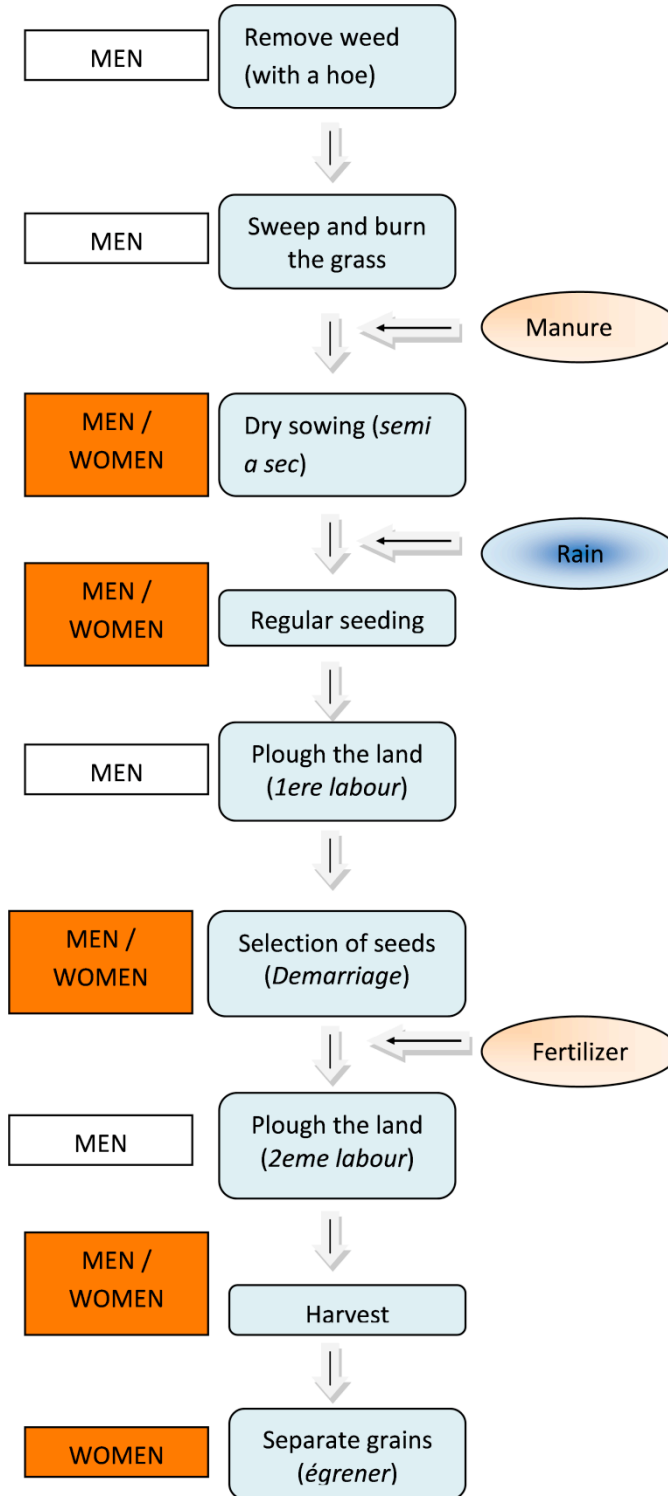 MEN
Remove weed
(with a hoe)
MEN
Sweep and burn
the grass
Manure
MEN /
WOMEN
Dry sowing (semi
a sec)
Rain
MEN /
WOMEN
Regular seeding
MEN
Plough the land
(1ere labour)
MEN /
WOMEN
Selection of seeds
(Demarriage)
Fertilizer
MEN
Plough the land
(2eme labour)
MEN /
WOMEN
Harvest
WOMEN
Separate grains
(égrener)